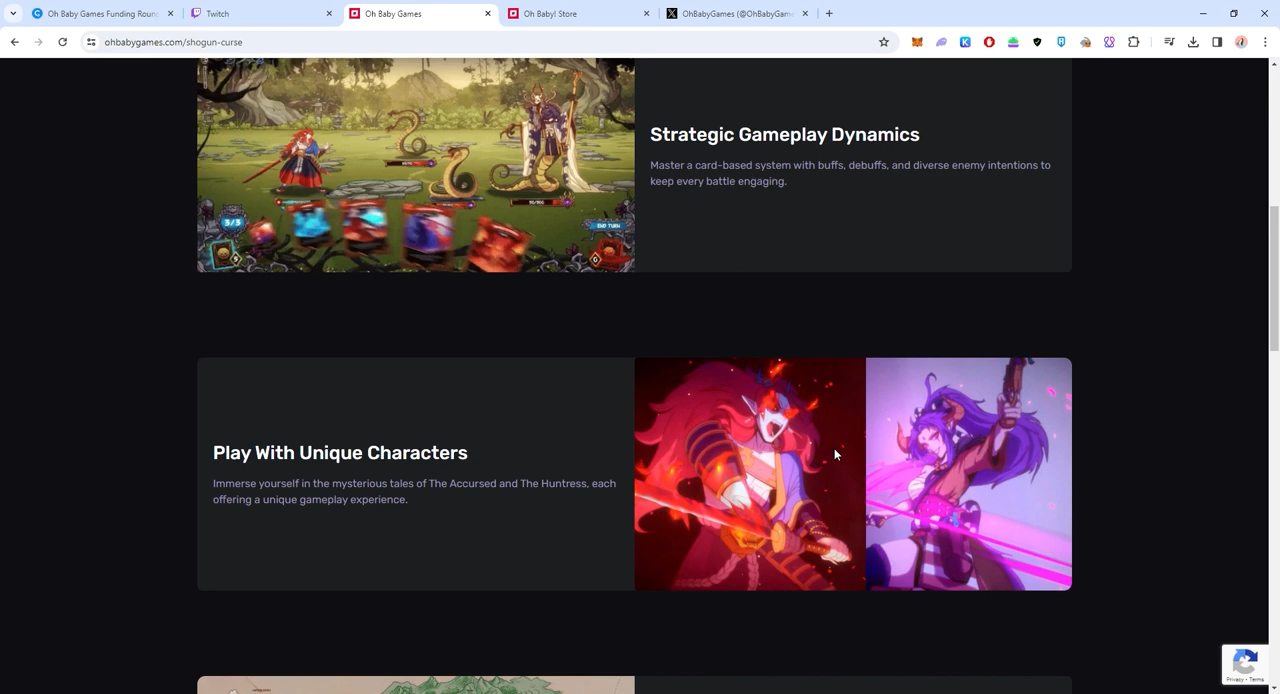 Oh Baby Games Funding Roun
Twitch
Oh Baby Games
Oh Baby! Store
OhBabyGames (@OhBabyGam
ohbabygames.com/shogun-curse
Strategic Gameplay Dynamics
Master a card-based system with buffs, debuffs, and diverse enemy intentions to
keep every battle engaging.
3/3
END TURN
Play With Unique Characters
Immerse yourself in the mysterious tales of The Accursed and The Huntress, each
offering a unique gameplay experience.
Privacy - Terms